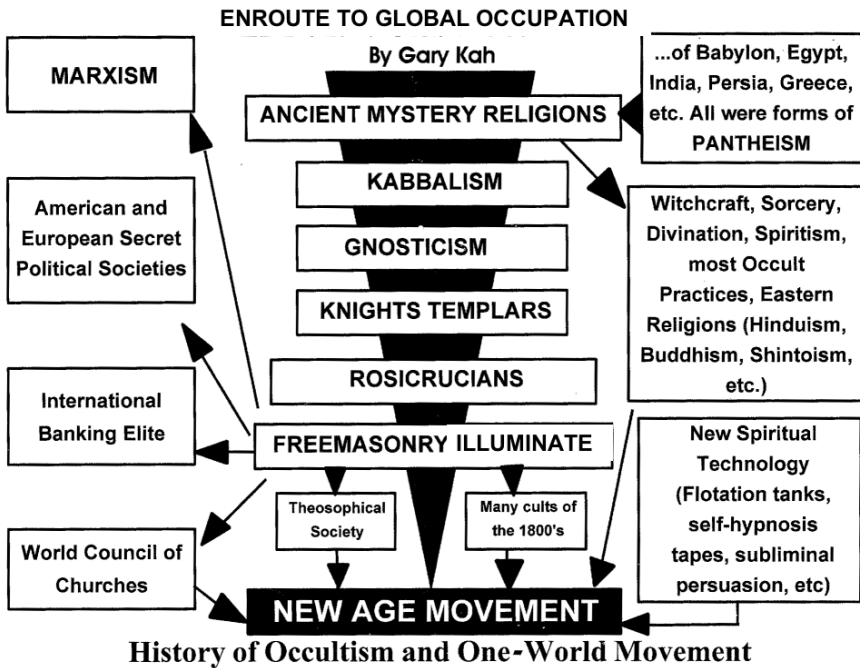 ENROUTE TO GLOBAL OCCUPATION
By Gary Kah
MARXISM
ANCIENT MYSTERY RELIGIONS
...of Babylon, Egypt,
India, Persia, Greece,
etc. All were forms of
PANTHEISM
KABBALISM
American and
European Secret
Political Societies
GNOSTICISM
Witchcraft, Sorcery,
Divination, Spiritism,
most Occult
Practices, Eastern
Religions (Hinduism,
Buddhism, Shintoism,
etc.)
KNIGHTS TEMPLARS
ROSICRUCIANS
International
Banking Elite
FREEMASONRY ILLUMINATE
New Spiritual
Technology
(Flotation tanks,
self-hypnosis
tapes, subliminal
persuasion, etc)
Theosophical
Society
Many cults of
the 1800's
World Council of
Churches
NEW AGE MOVEMENT
History of Occultism and One-World Movement